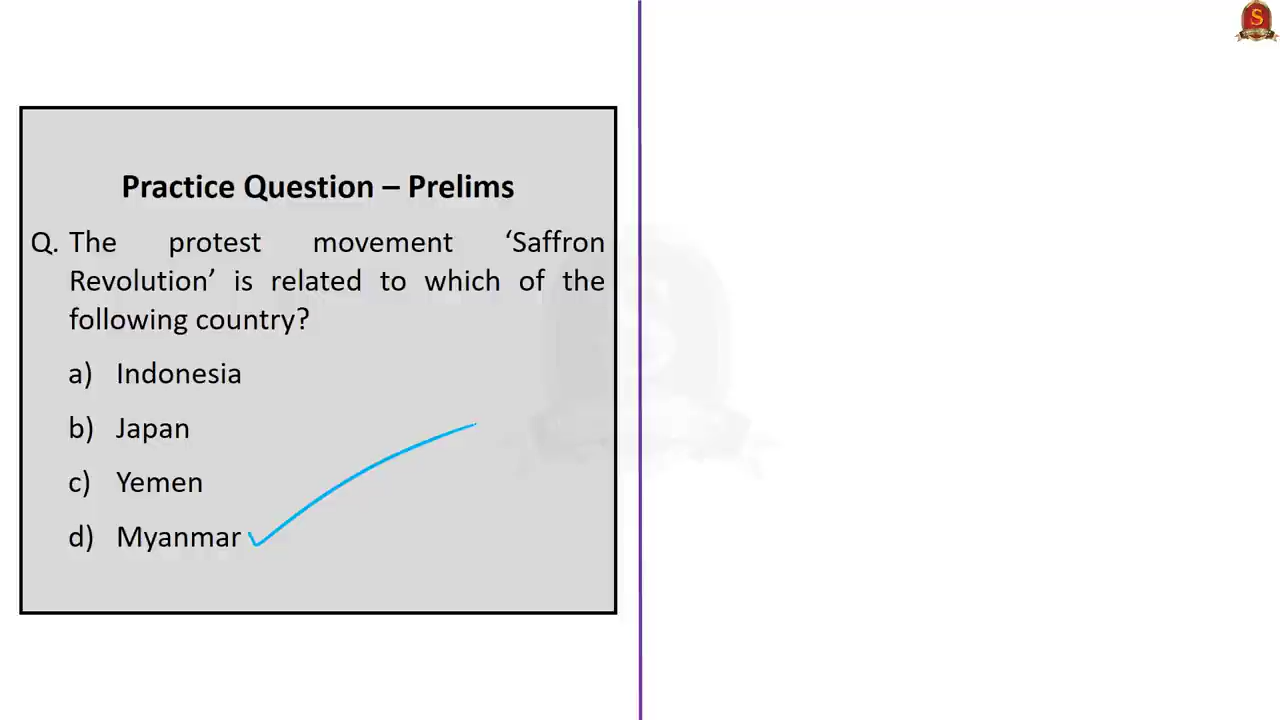 S
Practice Question – Prelims
Q. The protest movement ‘Saffron
Revolution’ is related to which of the
following country?
a) Indonesia
b) Japan
c) Yemen
d) Myanmar